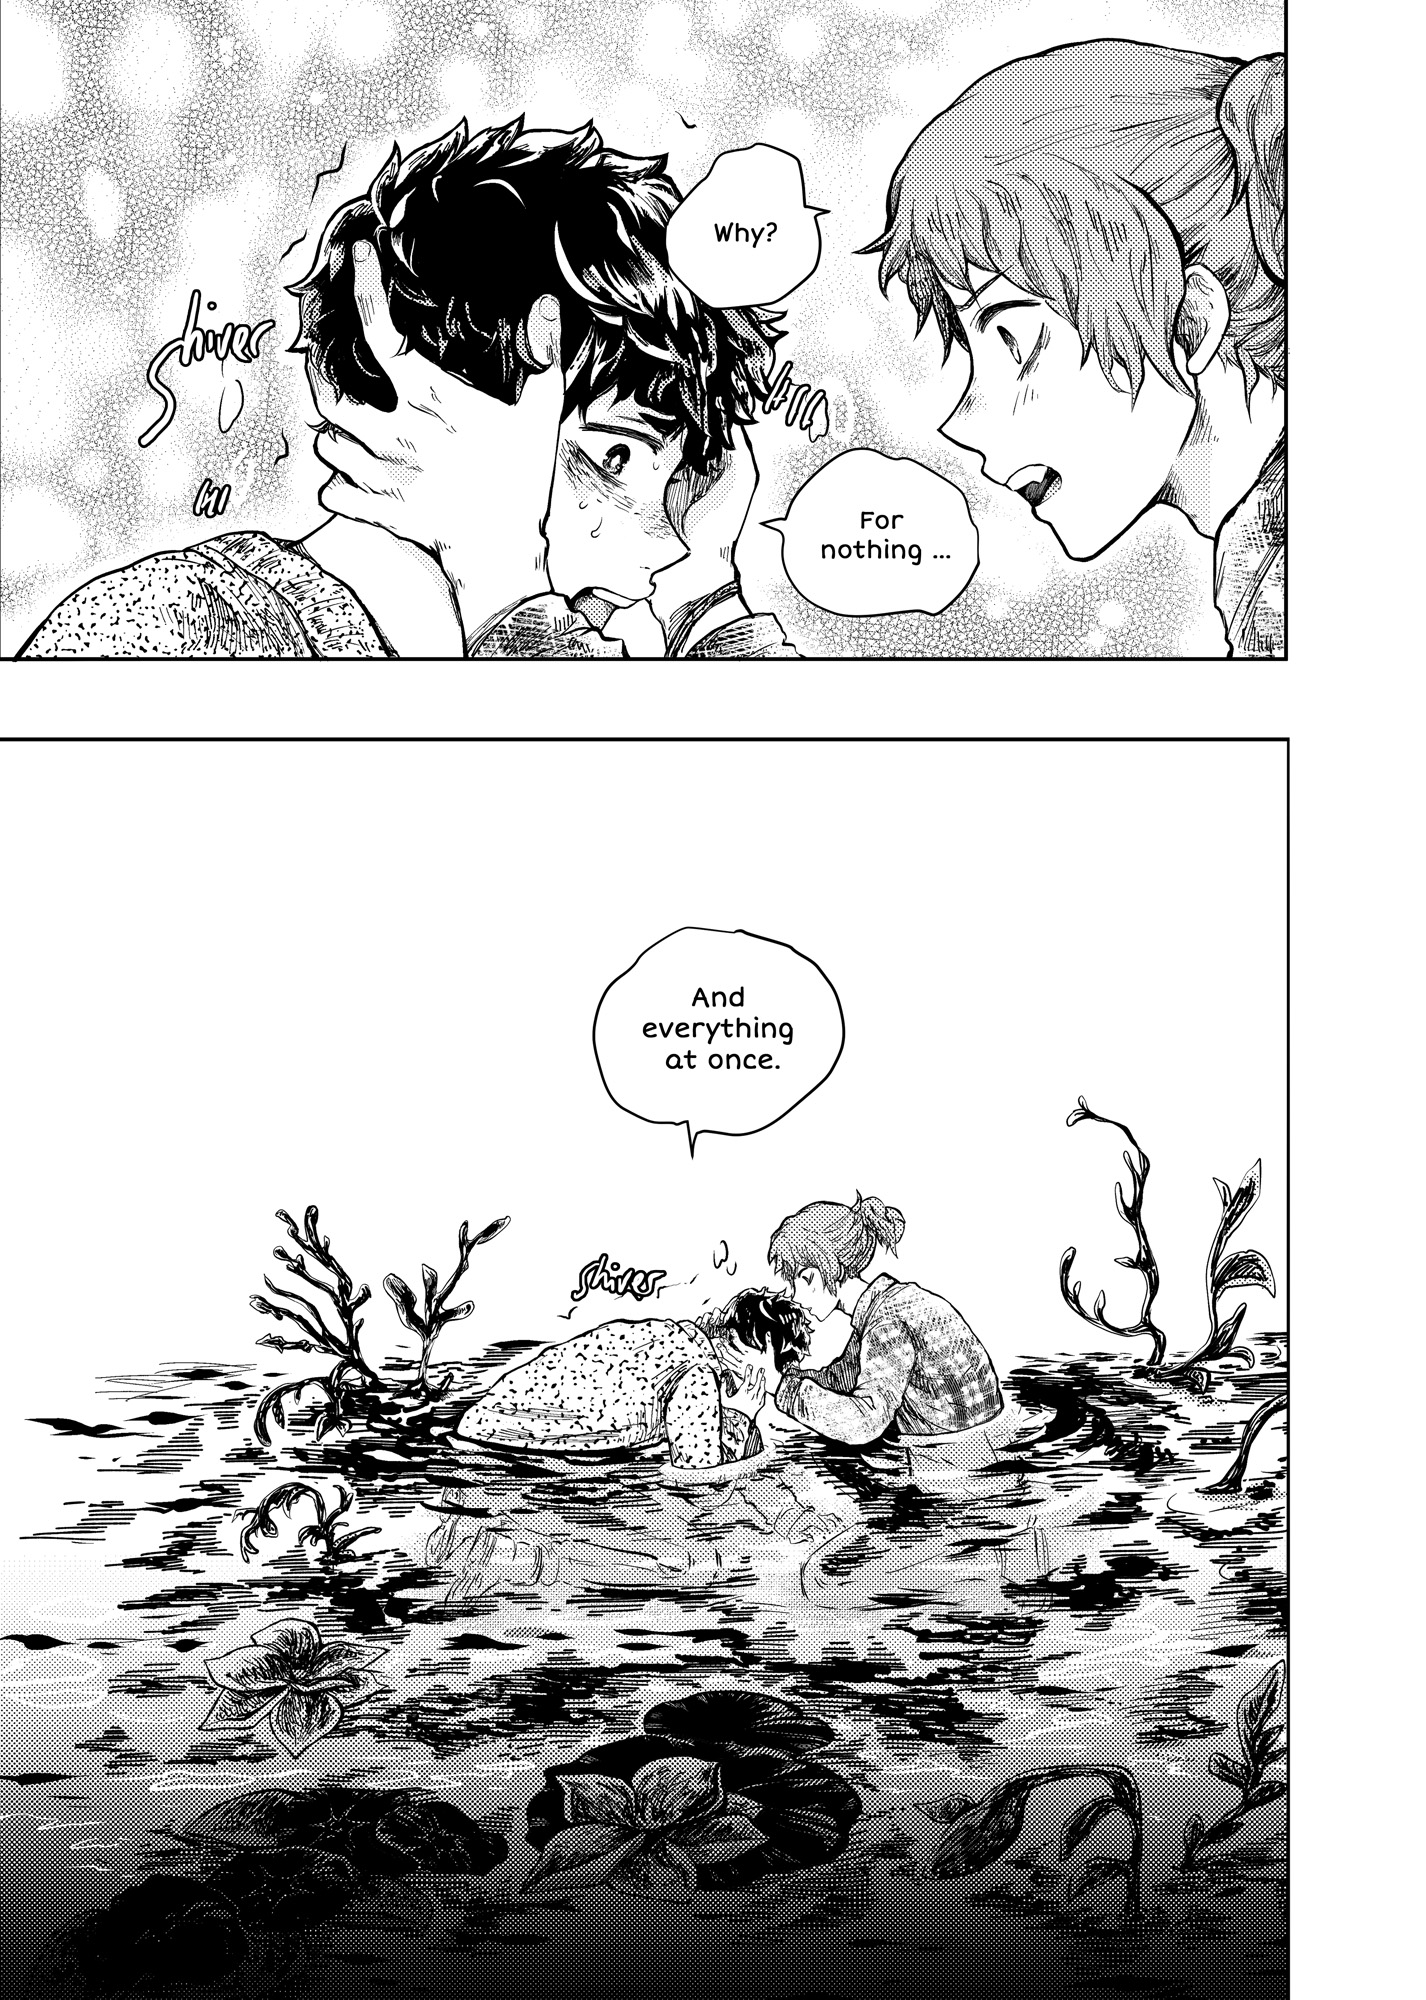 Why?
shiver
For
nothing ...
And
everything
at once.
shiver